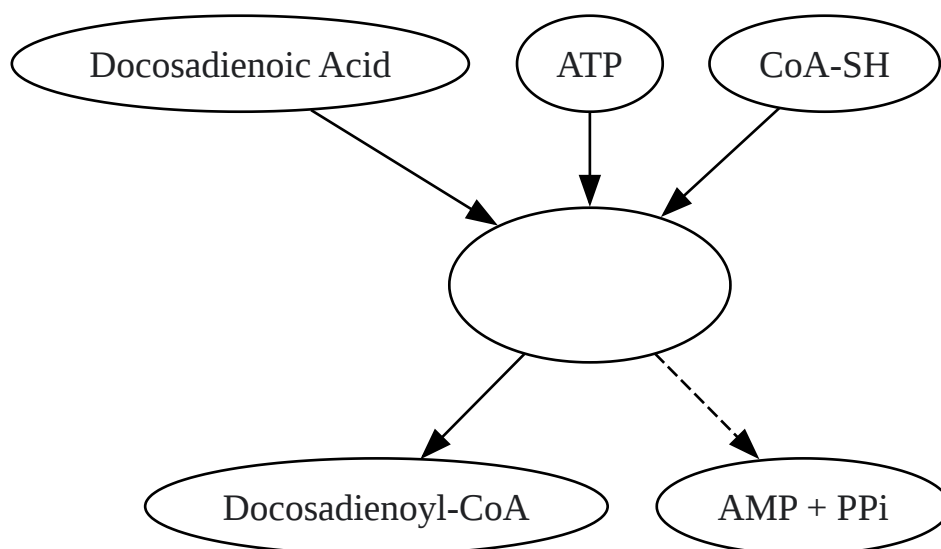 Docosadienoic Acid
ATP
CoA-SH
Docosadienoyl-CoA
AMP + PPi